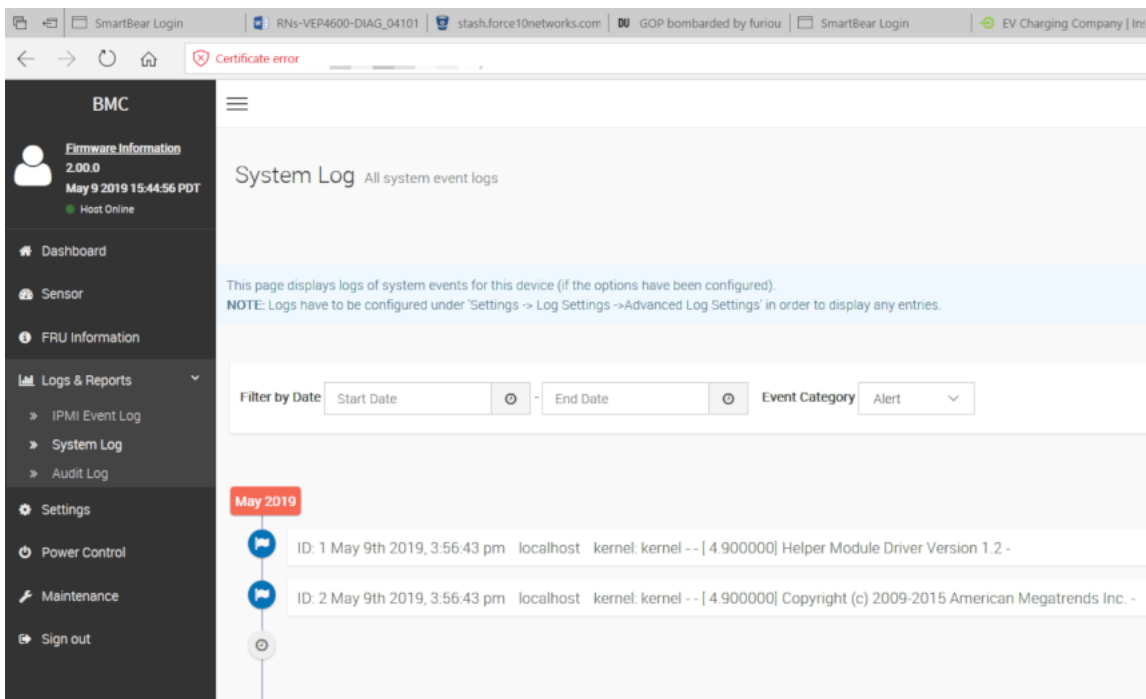 SmartBear Login
RNs-VEP4600-DIAG_04101
stash.force10networks.com
DU GOP bombarded by furiou
SmartBear Login
EV Charging Company | Ins
Certificate error
BMC
Firmware Information
2.00.0
May 9 2019 15:44:56 PDT
Host Online
Dashboard
Sensor
FRU Information
Logs & Reports
IPMI Event Log
System Log
Audit Log
Settings
Power Control
Maintenance
Sign out
System Log All system event logs
This page displays logs of system events for this device (if the options have been configured).
NOTE: Logs have to be configured under 'Settings -> Log Settings ->Advanced Log Settings' in order to display any entries.
Filter by Date Start Date - End Date Event Category Alert
May 2019
ID: 1 May 9th 2019, 3:56:43 pm localhost kernel: kernel - - [ 4.900000] Helper Module Driver Version 1.2 -
ID: 2 May 9th 2019, 3:56:43 pm localhost kernel: kernel - - [ 4.900000] Copyright (c) 2009-2015 American Megatrends Inc. -